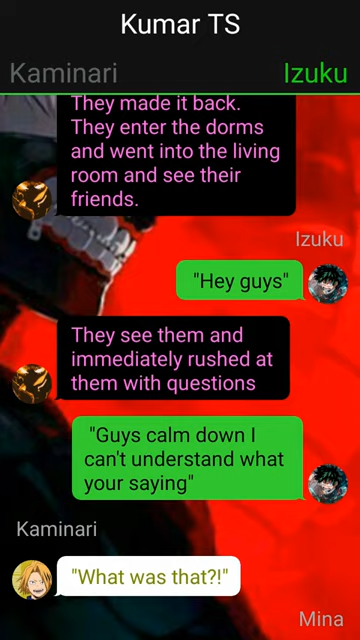 Kumar TS
Kaminari
Izuku
They made it back.
They enter the dorms
and went into the living
room and see their
friends.
Izuku
"Hey guys"
They see them and
immediately rushed at
them with questions
"Guys calm down I
can't understand what
your saying"
Kaminari
"What was that?!"
Mina